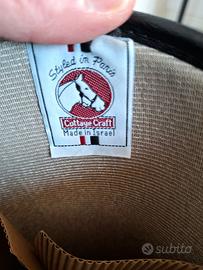 Styled in Paris
Cottage Craft
Made in Israel
subito